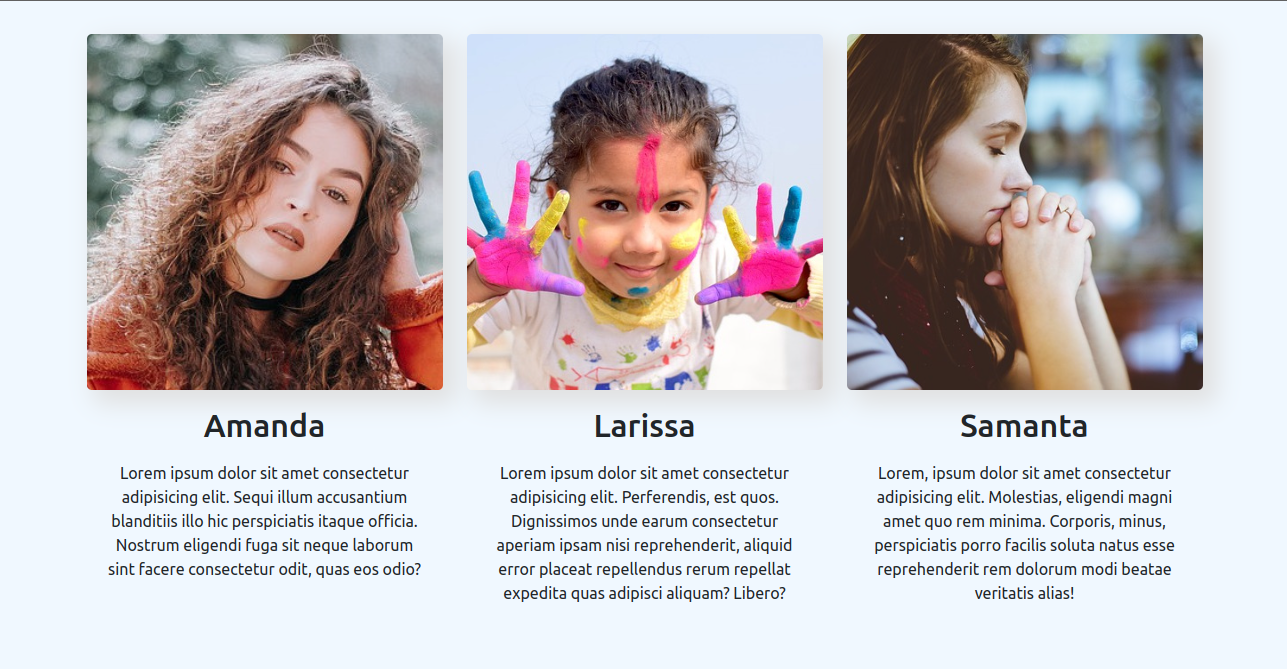 Amanda
Lorem ipsum dolor sit amet consectetur
adipisicing elit. Sequi illum accusantium
blanditiis illo hic perspiciatis itaque officia.
Nostrum eligendi fuga sit neque laborum
sint facere consectetur odit, quas eos odio?
Larissa
Lorem ipsum dolor sit amet consectetur
adipisicing elit. Perferendis, est quos.
Dignissimos unde earum consectetur
aperiam ipsam nisi reprehenderit, aliquid
error placeat repellendus rerum repellat
expedita quas adipisci aliquam? Libero?
Samanta
Lorem, ipsum dolor sit amet consectetur
adipisicing elit. Molestias, eligendi magni
amet quo rem minima. Corporis, minus,
perspiciatis porro facilis soluta natus esse
reprehenderit rem dolorum modi beatae
veritatis alias!